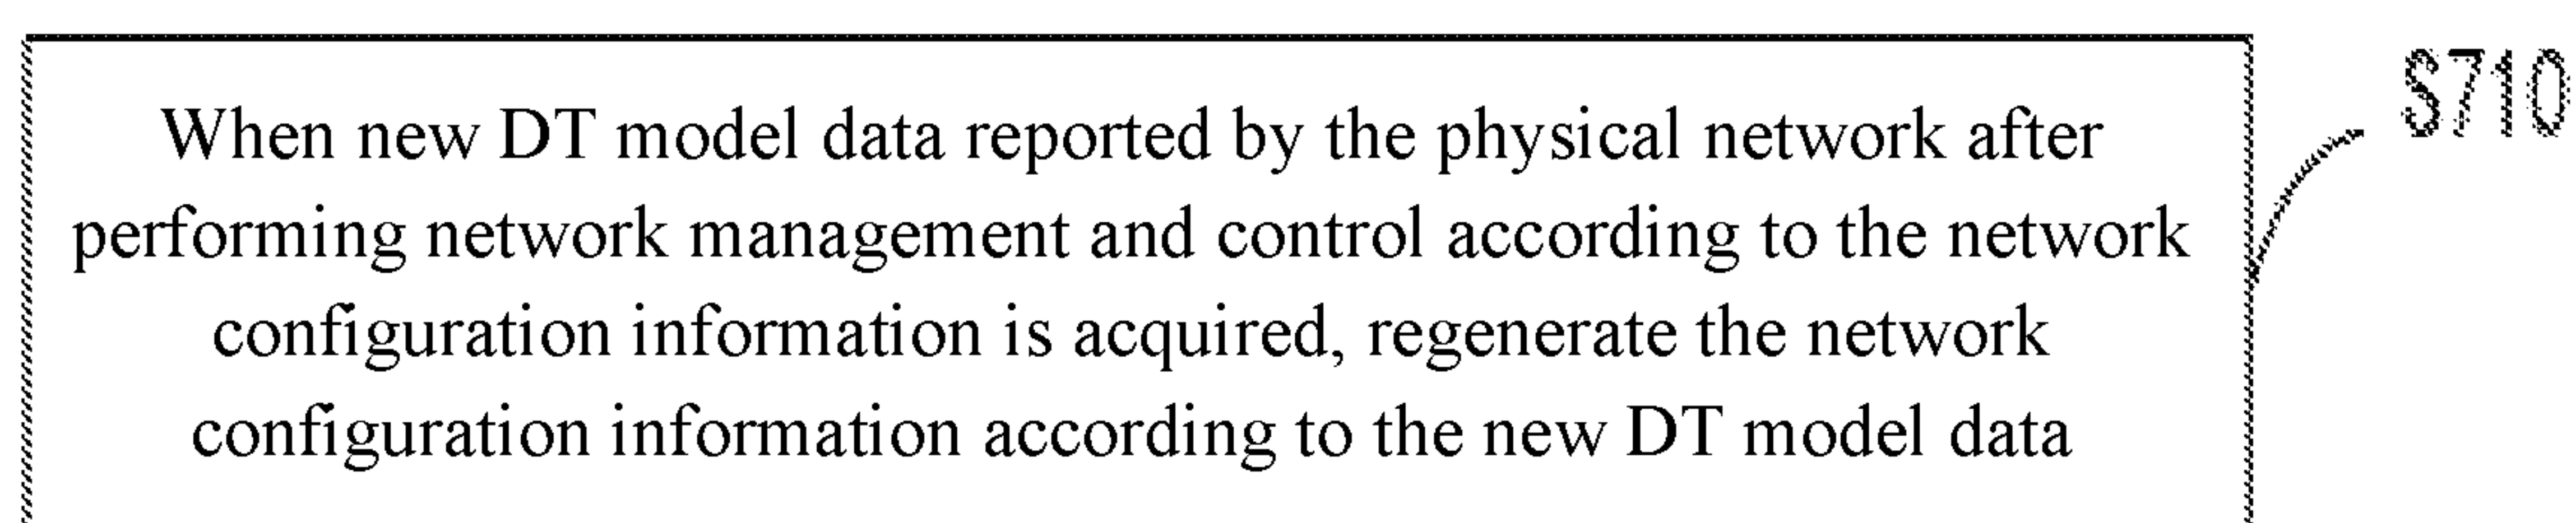 When new DT model data reported by the physical network after
performing network management and control according to the network
configuration information is acquired, regenerate the network
configuration information according to the new DT model data
S710